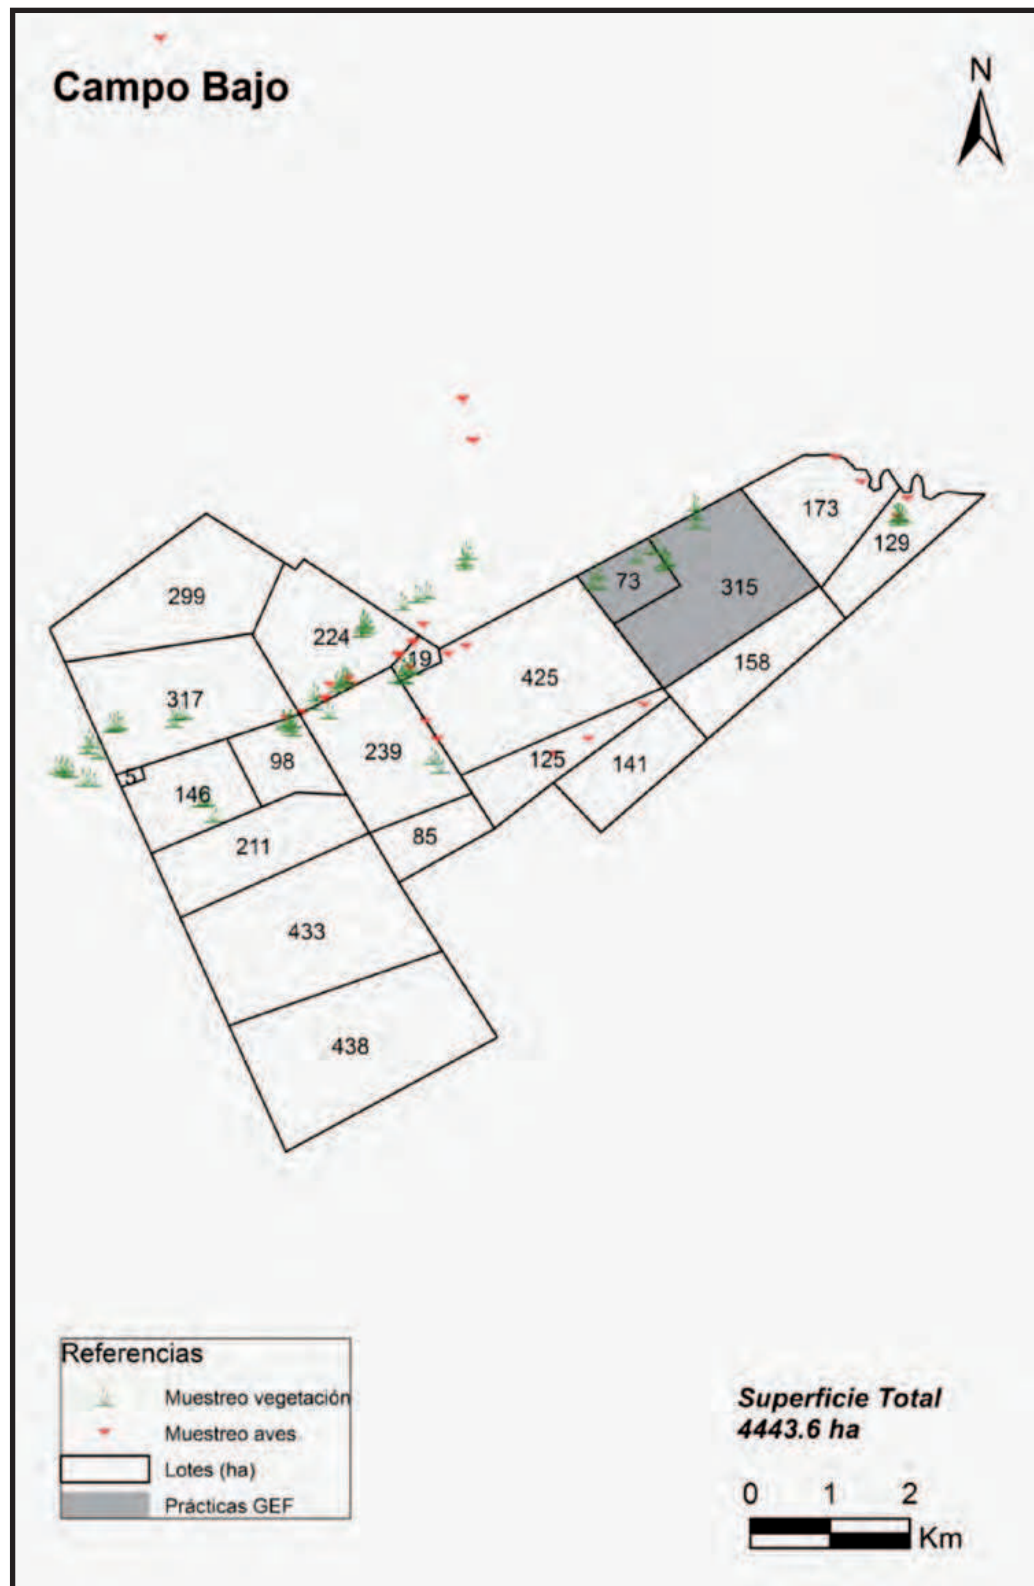 Campo Bajo
N
173
129
299
73
315
224
19
158
425
317
239
98
125
141
5
146
85
211
433
438
Referencias
Muestreo vegetación
Muestreo aves
Lotes (ha)
Prácticas GEF
Superficie Total
4443.6 ha
0 1 2
Km